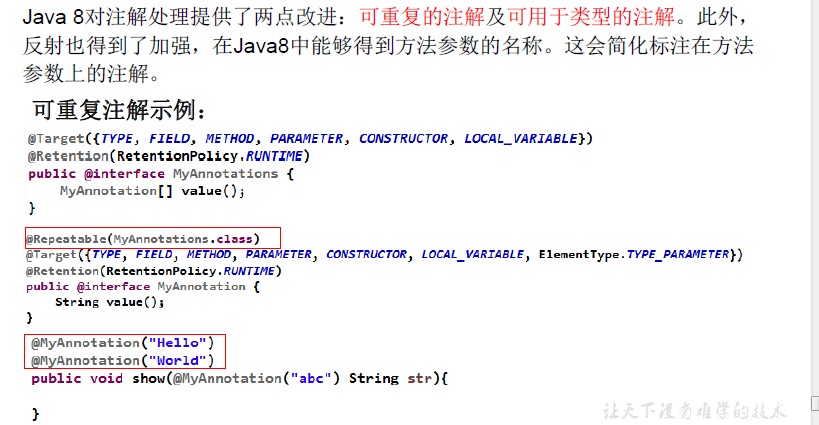 Java 8对注解处理提供了两点改进：可重复的注解及可用于类型的注解。此外，
反射也得到了加强，在Java8中能够得到方法参数的名称。这会简化标注在方法
参数上的注解。
可重复注解示例：
@Target({TYPE, FIELD, METHOD, PARAMETER, CONSTRUCTOR, LOCAL_VARIABLE})
@Retention(RetentionPolicy.RUNTIME)
public @interface MyAnnotations {
    MyAnnotation[] value();
}
@Repeatable(MyAnnotations.class)
@Target({TYPE, FIELD, METHOD, PARAMETER, CONSTRUCTOR, LOCAL_VARIABLE, ElementType.TYPE_PARAMETER})
@Retention(RetentionPolicy.RUNTIME)
public @interface MyAnnotation {
    String value();
}
@MyAnnotation("Hello")
@MyAnnotation("World")
public void show(@MyAnnotation("abc") String str){
}
让天下没有难学的技术